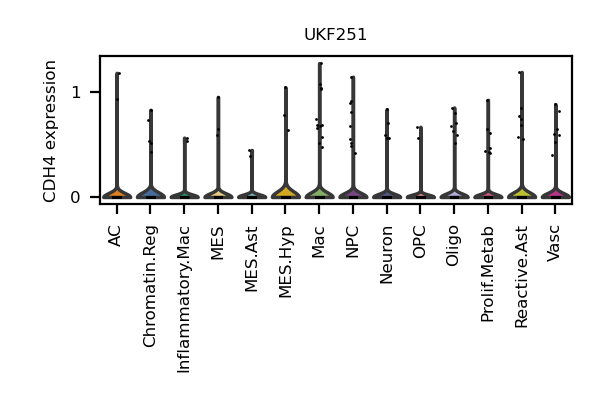 UKF251
CDH4 expression
1
0
AC
Chromatin.Reg
Inflammatory.Mac
MES
MES.Ast
MES.Hyp
Mac
NPC
Neuron
OPC
Oligo
Prolif.Metab
Reactive.Ast
Vasc